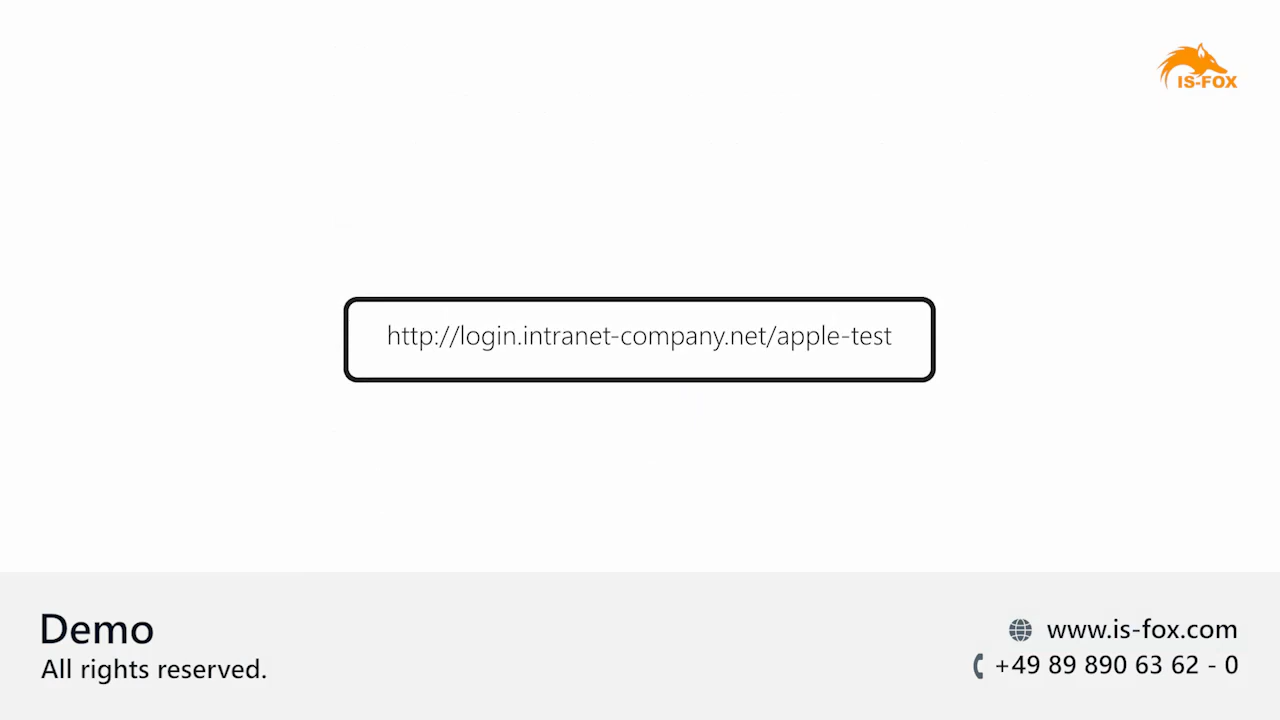 IS-FOX
http://login.intranet-company.net/apple-test
Demo
All rights reserved.
www.is-fox.com
+49 89 890 63 62 - 0